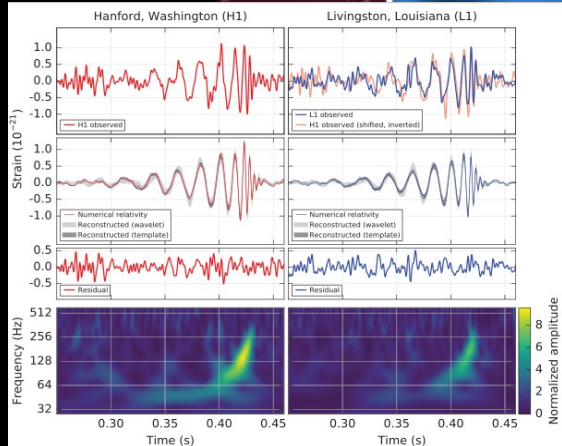 Hanford, Washington (H1)
Livingston, Louisiana (L1)
Strain (10⁻²¹)
1.0
0.5
0.0
-0.5
-1.0
H1 observed
L1 observed
H1 observed (shifted, inverted)
1.0
0.5
0.0
-0.5
-1.0
Numerical relativity
Reconstructed (wavelet)
Reconstructed (template)
Numerical relativity
Reconstructed (wavelet)
Reconstructed (template)
0.5
0.0
-0.5
Residual
Residual
Frequency (Hz)
512
256
128
64
32
0.30
0.35
0.40
0.45
Time (s)
0.30
0.35
0.40
0.45
Time (s)
8
6
4
2
0
Normalized amplitude